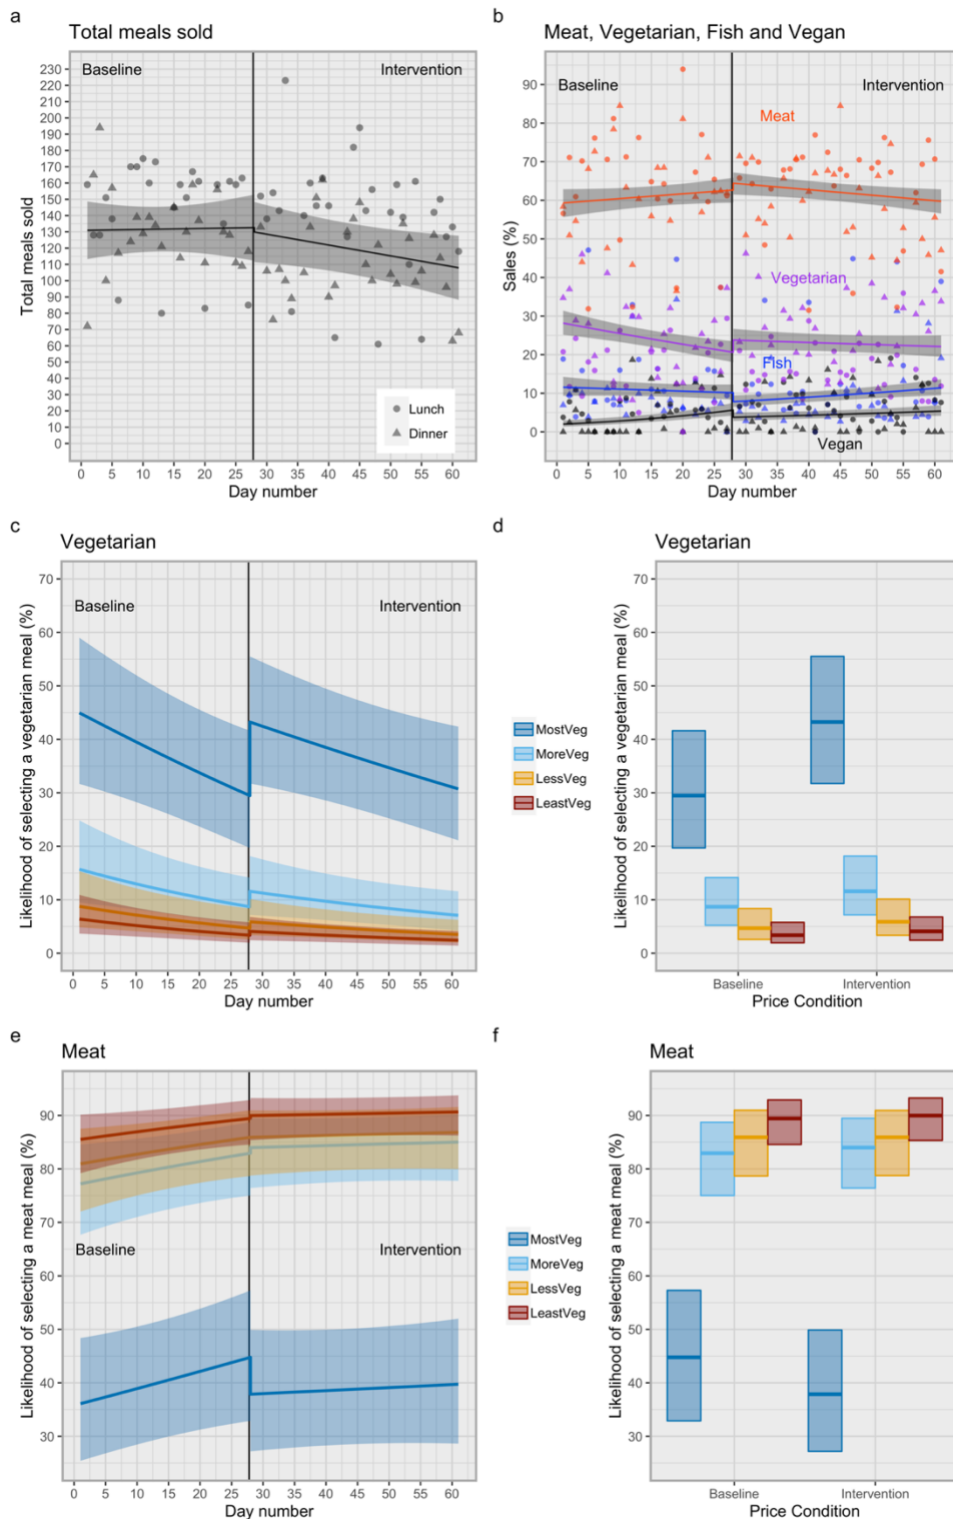 a
Total meals sold
Baseline
Intervention
Total meals sold
230
220
210
200
190
180
170
160
150
140
130
120
110
100
90
80
70
60
50
40
30
20
10
0
Lunch
Dinner
0 5 10 15 20 25 30 35 40 45 50 55 60
Day number
b
Meat, Vegetarian, Fish and Vegan
Baseline
Intervention
Meat
Vegetarian
Fish
Vegan
Sales (%)
90
80
70
60
50
40
30
20
10
0
0 5 10 15 20 25 30 35 40 45 50 55 60
Day number
c
Vegetarian
Baseline
Intervention
Likelihood of selecting a vegetarian meal (%)
70
60
50
40
30
20
10
0
0 5 10 15 20 25 30 35 40 45 50 55 60
Day number
MostVeg
MoreVeg
LessVeg
LeastVeg
d
Vegetarian
Likelihood of selecting a vegetarian meal (%)
70
60
50
40
30
20
10
0
Baseline
Intervention
Price Condition
e
Meat
Baseline
Intervention
Likelihood of selecting a meat meal (%)
90
80
70
60
50
40
30
0 5 10 15 20 25 30 35 40 45 50 55 60
Day number
MostVeg
MoreVeg
LessVeg
LeastVeg
f
Meat
Likelihood of selecting a meat meal (%)
90
80
70
60
50
40
30
Baseline
Intervention
Price Condition